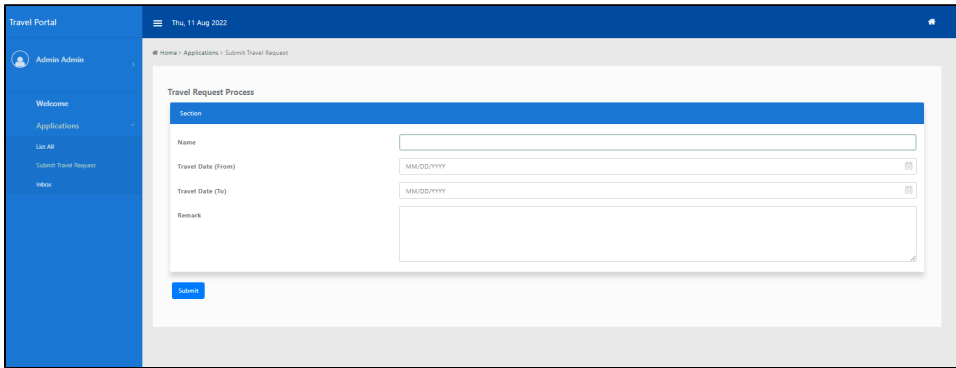 Travel Portal
Thu, 11 Aug 2022
Admin Admin
Welcome
Applications
List All
Submit Travel Request
Inbox
Home > Applications > Submit Travel Request
Travel Request Process
Section
Name
Travel Date (From)
MM/DD/YYYY
Travel Date (To)
MM/DD/YYYY
Remark
Submit